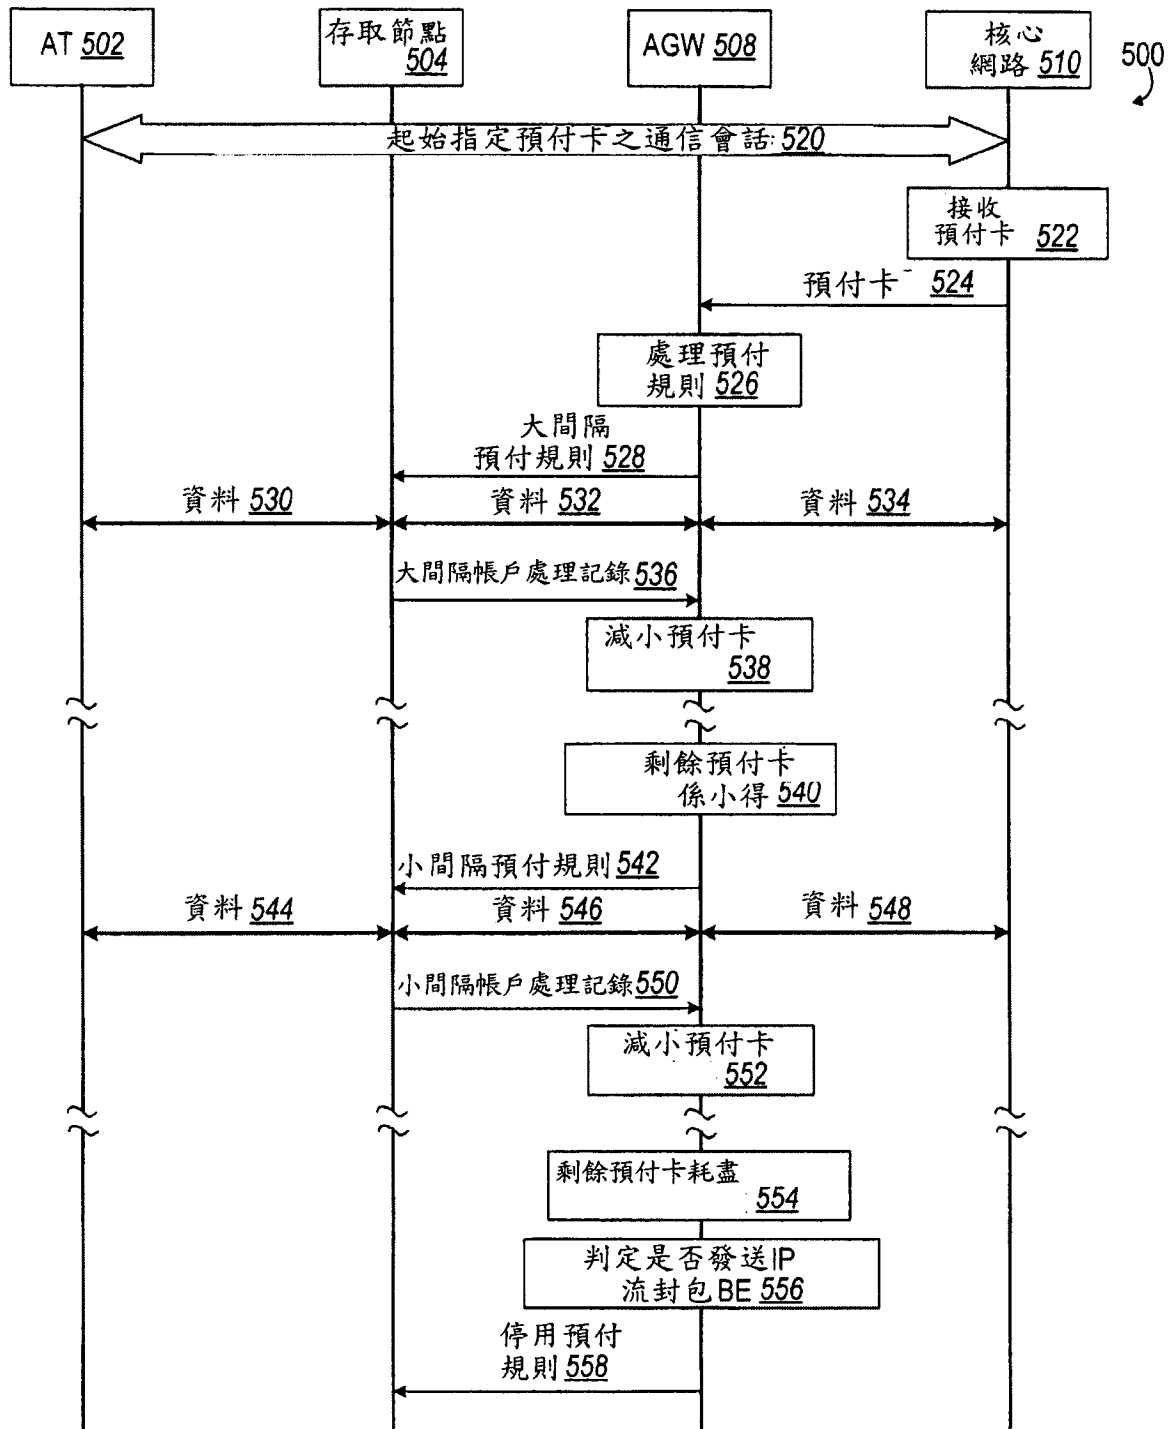 AT 502
存取節點
504
AGW 508
核心
網路 510
500
起始指定預付卡之通信會話 520
接收
預付卡 522
預付卡 524
處理預付
規則 526
大間隔
預付規則 528
資料 530
資料 532
資料 534
大間隔帳戶處理記錄 536
減小預付卡
538
剩餘預付卡
係小得 540
小間隔預付規則 542
資料 544
資料 546
資料 548
小間隔帳戶處理記錄 550
減小預付卡
552
剩餘預付卡耗盡
554
判定是否發送IP
流封包BE 556
停用預付
規則 558